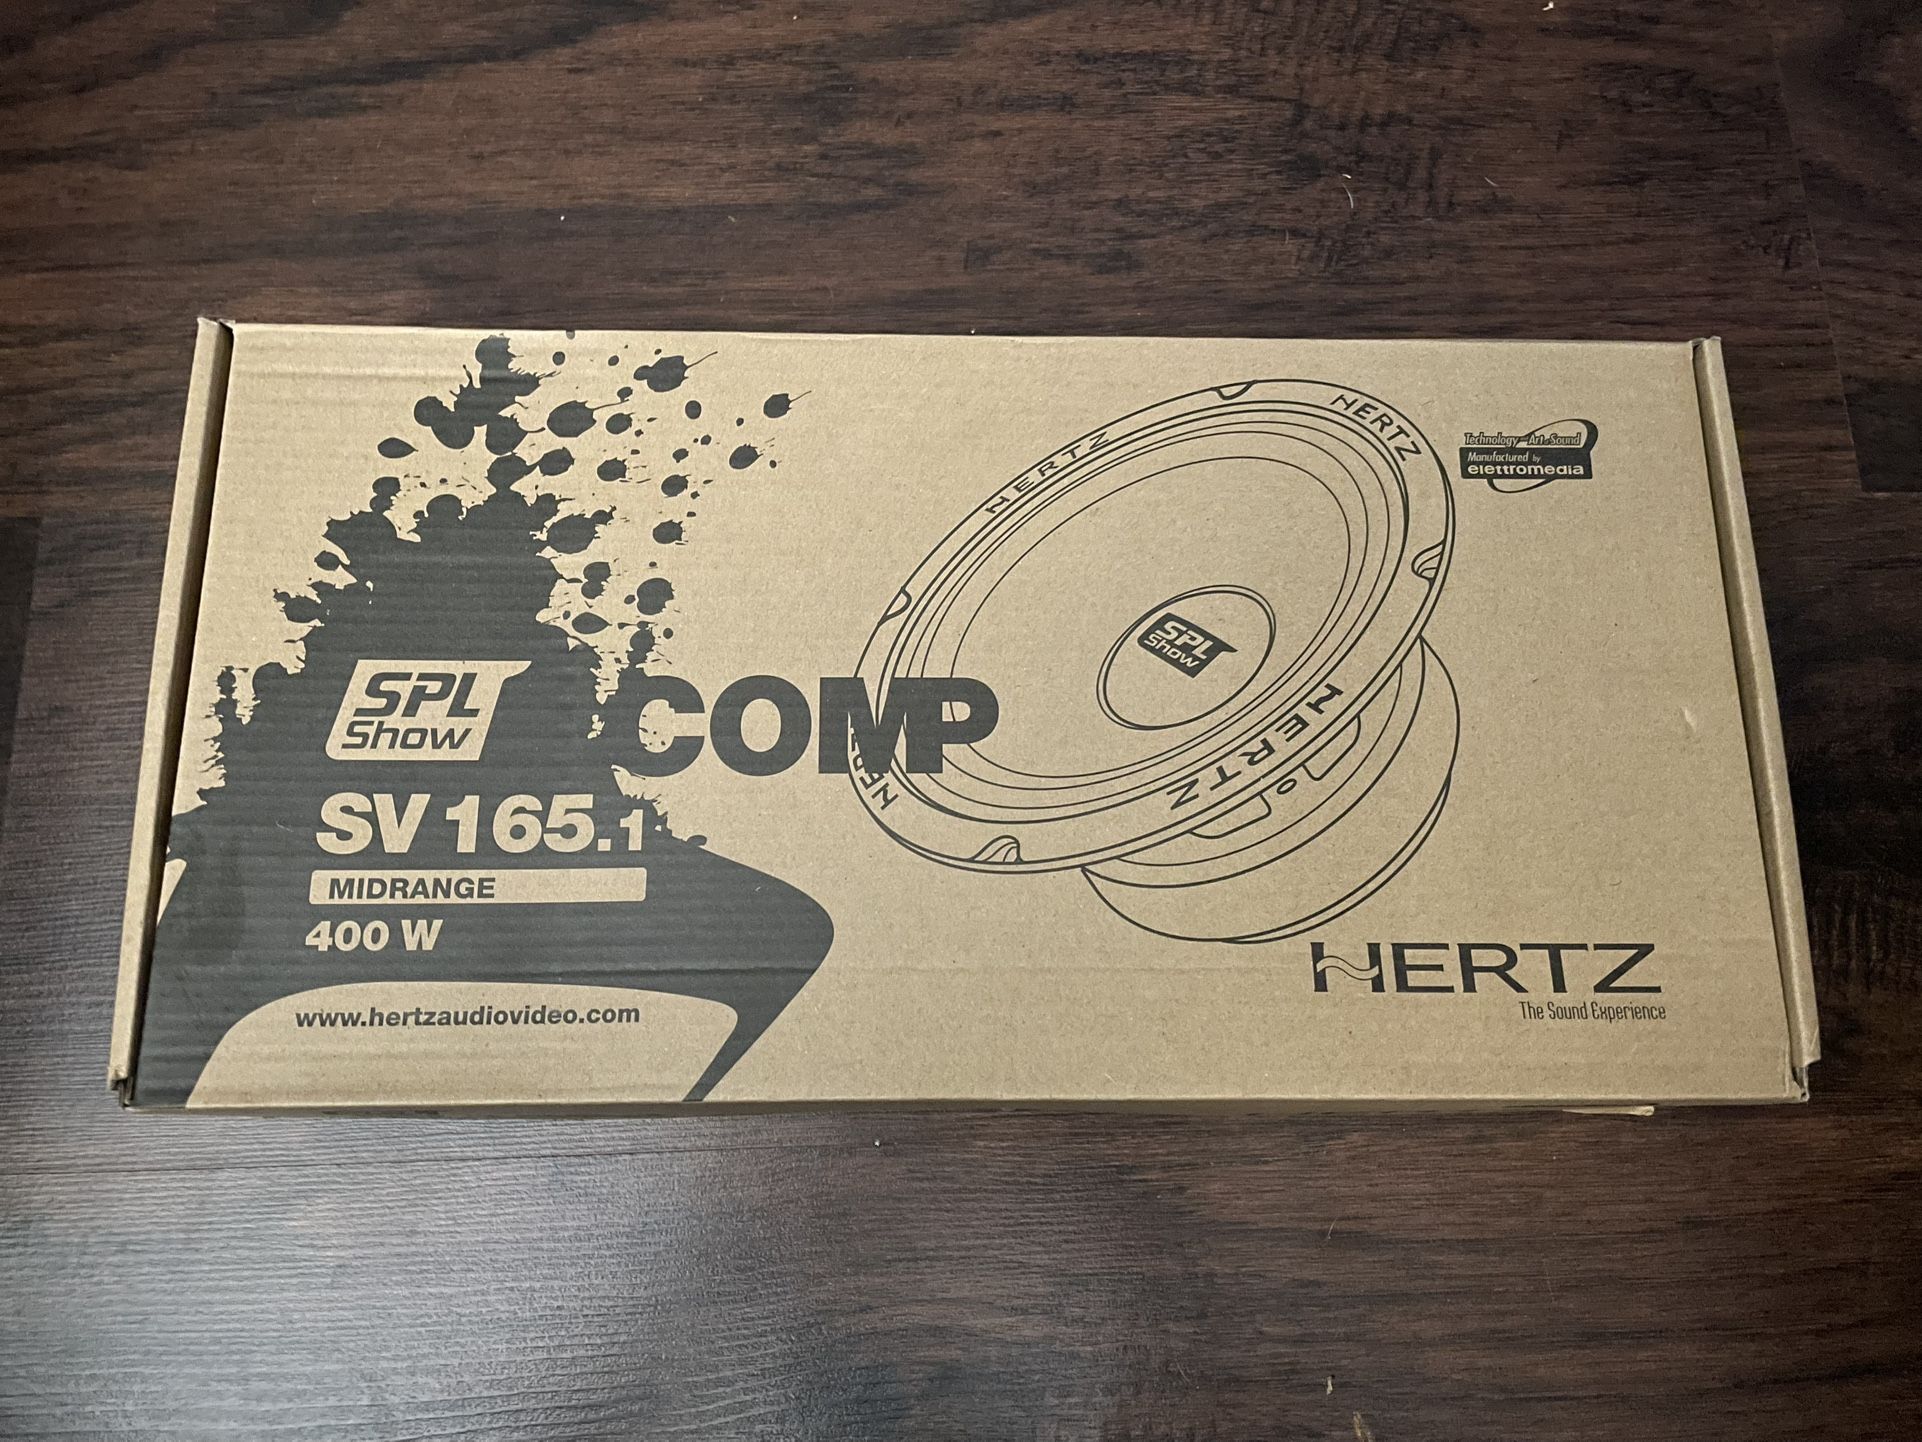 Technology and Art of Sound
Manufactured by
elettromedia
HERTZ
HERTZ
SPL
Show
HERTZ
HERTZ
SPL
Show
COMP
SV 165.1
MIDRANGE
400 W
www.hertzaudiovideo.com
HERTZ
The Sound Experience